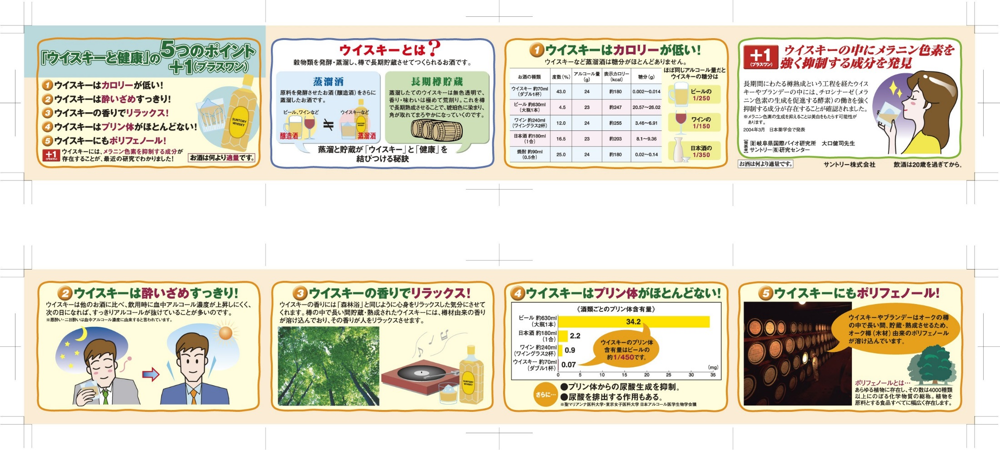 「ウイスキーと健康」の5つのポイント
+1(プラスワン)
①ウイスキーはカロリーが低い!
②ウイスキーは酔いざめすっきり!
③ウイスキーの香りでリラックス!
④ウイスキーはプリン体がほとんどない!
⑤ウイスキーにもポリフェノール!
+1(プラスワン) ウイスキーには、メラニン色素を抑制する成分が
存在することが、最近の研究でわかりました!
お酒は何より適量です。
SUNTORY
WHISKY
ウイスキーとは?
穀物類を発酵・蒸溜し、樽で長期貯蔵させてつくられるお酒です。
蒸溜酒
原料を発酵させたお酒(醸造酒)をさらに
蒸溜したお酒です。
ビール、ワインなど
醸造酒
≠
ウイスキーなど
SUNTORY
WHISKY
蒸溜酒
長期樽貯蔵
蒸溜したてのウイスキーは無色透明で、
香り・味わいは極めて荒削り。これを樽
で長期熟成させることで、琥珀色に染まり、
角が取れてまろやかになっていくのです。
蒸溜と貯蔵が「ウイスキー」と「健康」を
結びつける秘訣
①ウイスキーはカロリーが低い!
ウイスキーなど蒸溜酒は糖分がほとんどありません。
お酒の種類 度数(%) アルコール量(g) 表示カロリー(kcal) 糖分(g)
ウイスキー 約70ml(ダブル1杯) 43.0 24 約180 0.002〜0.014
ビール 約630ml(大瓶1本) 4.5 23 約247 20.57〜26.02
ワイン 約240ml(ワイングラス2杯) 12.0 24 約255 3.46〜6.91
日本酒 約180ml(1合) 16.5 23 約203 8.1〜9.36
焼酎 約90ml(0.5合) 25.0 24 約180 0.02〜0.14
ほぼ同じアルコール量だと
ウイスキーの糖分は
ビールの
1/250
ワインの
1/150
日本酒の
1/350
+1(プラスワン)
ウイスキーの中にメラニン色素を
強く抑制する成分を発見
長期間にわたる樽熟成という工程を経たウイス
キーやブランデーの中には、チロシナーゼ(メラ
ニン色素の生成を促進する酵素)の働きを強く
抑制する成分が存在することが確認されました。
※メラニン色素の生成を抑えることは美白をもたらす可能性が
あります。
2004年3月 日本薬学会で発表
【発表者】
(財)岐阜県国際バイオ研究所 大口健司先生
サントリー(株)研究センター
お酒は何より適量です。
サントリー株式会社
飲酒は20歳を過ぎてから。
②ウイスキーは酔いざめすっきり!
ウイスキーは他のお酒に比べ、飲用時に血中アルコール濃度が上昇しにくく、
次の日になれば、すっきりアルコールが抜けていることが多いのです。
※悪酔い・二日酔いは血中アルコール濃度に由来すると言われています。
③ウイスキーの香りでリラックス!
ウイスキーの香りには「森林浴」と同じように心身をリラックスした気分にさせて
くれます。樽の中で長い間貯蔵・熟成されたウイスキーには、樽材由来の香り
が溶け込んでおり、その香りが人をリラックスさせます。
SUNTORY
WHISKY
④ウイスキーはプリン体がほとんどない!
《酒類ごとのプリン体含有量》
ビール 約630ml
(大瓶1本)
34.2
日本酒 約180ml
(1合)
2.2
ワイン 約240ml
(ワイングラス2杯)
0.9
ウイスキー 約70ml
(ダブル1杯)
0.07
ウイスキーのプリン体
含有量はビールの
約1/450です。
(mg)
0 5 10 15 20 25 30 35
さらに…
●プリン体からの尿酸生成を抑制。
●尿酸を排出する作用もある。
※聖マリアンナ医科大学・東京女子医科大学 日本アルコール医学生物学会議
⑤ウイスキーにもポリフェノール!
ウイスキーやブランデーはオークの樽
の中で長い間、貯蔵・熟成させるため、
オーク樽(木材)由来のポリフェノール
が溶け込んでいます。
ポリフェノールとは…
あらゆる植物に存在し、その数は4000種類
以上にのぼる化学物質の総称。植物を
原料とする食品すべてに幅広く存在します。